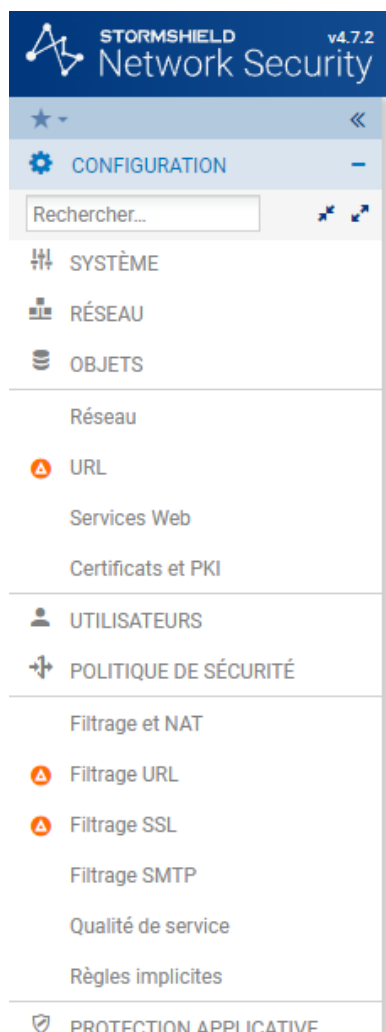 STORMSHIELD v4.7.2
Network Security
CONFIGURATION
Rechercher...
SYSTÈME
RÉSEAU
OBJETS
Réseau
URL
Services Web
Certificats et PKI
UTILISATEURS
POLITIQUE DE SÉCURITÉ
Filtrage et NAT
Filtrage URL
Filtrage SSL
Filtrage SMTP
Qualité de service
Règles implicites
PROTECTION APPLICATIVE